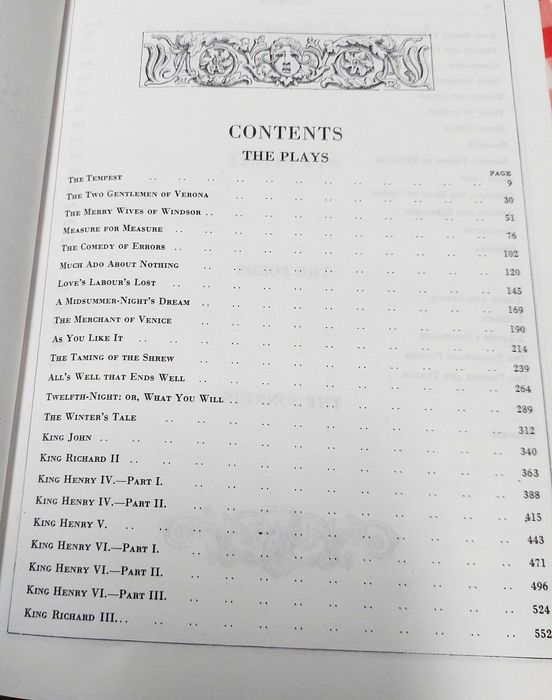 CONTENTS
THE PLAYS
PAGE
The Tempest .. .. .. .. .. .. .. .. .. .. 9
The Two Gentlemen of Verona .. .. .. .. .. .. .. .. 30
The Merry Wives of Windsor .. .. .. .. .. .. .. .. .. 51
Measure for Measure .. .. .. .. .. .. .. .. .. .. 76
The Comedy of Errors .. .. .. .. .. .. .. .. .. .. 102
Much Ado About Nothing .. .. .. .. .. .. .. .. .. 120
Love's Labour's Lost .. .. .. .. .. .. .. .. .. .. 145
A Midsummer-Night's Dream .. .. .. .. .. .. .. .. .. 169
The Merchant of Venice .. .. .. .. .. .. .. .. .. 190
As You Like It .. .. .. .. .. .. .. .. .. .. .. 214
The Taming of the Shrew .. .. .. .. .. .. .. .. .. 239
All's Well that Ends Well .. .. .. .. .. .. .. .. .. 264
Twelfth-Night: or, What You Will .. .. .. .. .. .. .. .. .. 289
The Winter's Tale .. .. .. .. .. .. .. .. .. .. 312
King John .. .. .. .. .. .. .. .. .. .. .. .. 340
King Richard II .. .. .. .. .. .. .. .. .. .. .. 363
King Henry IV.—Part I. .. .. .. .. .. .. .. .. .. 388
King Henry IV.—Part II. .. .. .. .. .. .. .. .. .. 415
King Henry V. .. .. .. .. .. .. .. .. .. .. .. 443
King Henry VI.—Part I. .. .. .. .. .. .. .. .. .. 471
King Henry VI.—Part II. .. .. .. .. .. .. .. .. .. 496
King Henry VI.—Part III. .. .. .. .. .. .. .. .. .. 524
King Richard III... .. .. .. .. .. .. .. .. .. .. 552